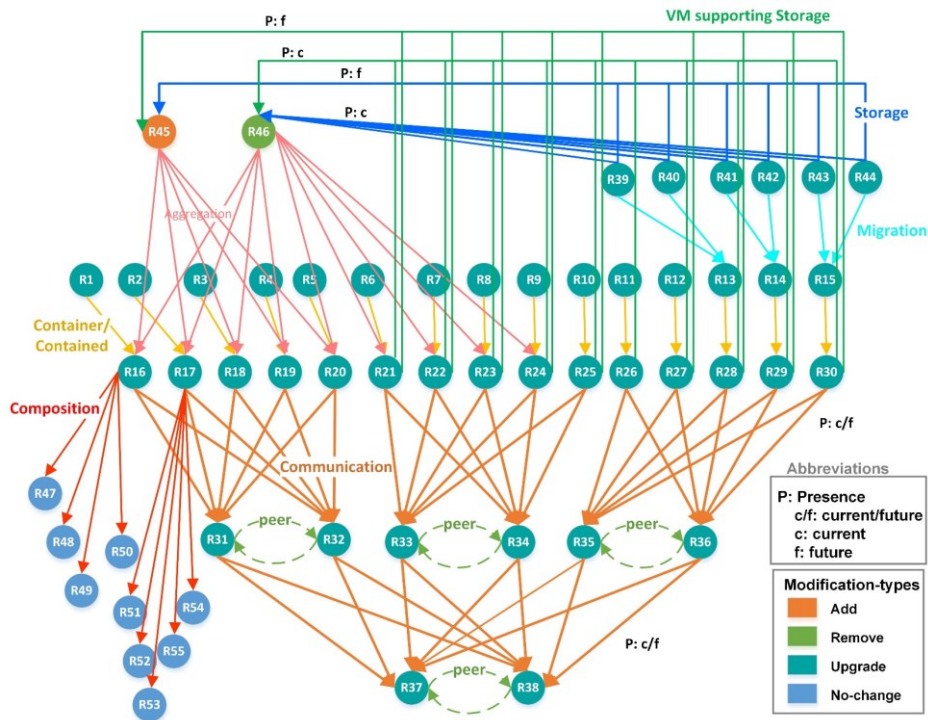 P: f
VM supporting Storage
P: c
P: f
P: c
Storage
R45
R46
R39
R40
R41
R42
R43
R44
Aggregation
Migration
R1
R2
R3
R4
R5
R6
R7
R8
R9
R10
R11
R12
R13
R14
R15
Container/
Contained
R16
R17
R18
R19
R20
R21
R22
R23
R24
R25
R26
R27
R28
R29
R30
Composition
P: c/f
Communication
R47
R48
R49
R50
R51
R52
R53
R54
R55
R31
peer
R32
R33
peer
R34
R35
peer
R36
P: c/f
R37
peer
R38
Abbreviations
P: Presence
c/f: current/future
c: current
f: future
Modification-types
Add
Remove
Upgrade
No-change